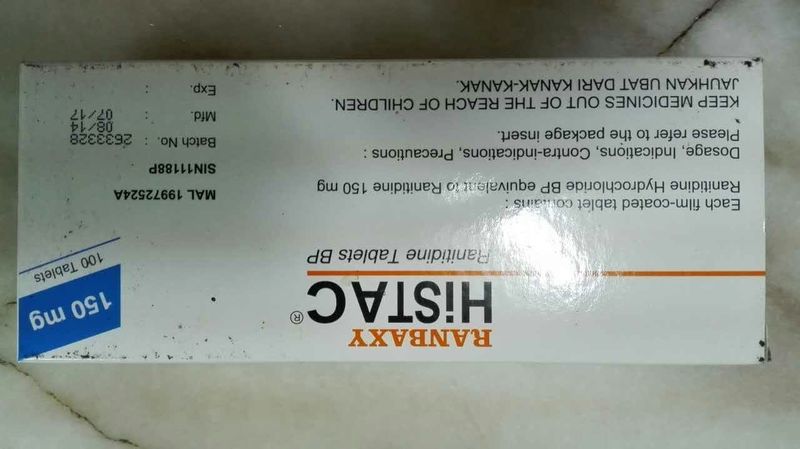 RANBAXY
HiSTAC®
Ranitidine Tablets BP
150 mg
100 Tablets
Each film-coated tablet contains :
Ranitidine Hydrochloride BP equivalent to Ranitidine 150 mg
Dosage, Indications, Contra-indications, Precautions :
Please refer to the package insert.
KEEP MEDICINES OUT OF THE REACH OF CHILDREN.
JAUHKAN UBAT DARI KANAK-KANAK.
MAL 19972524A
SIN11188P
Batch No. : 2633328
08/14
Mfd. : 07/17
Exp. :